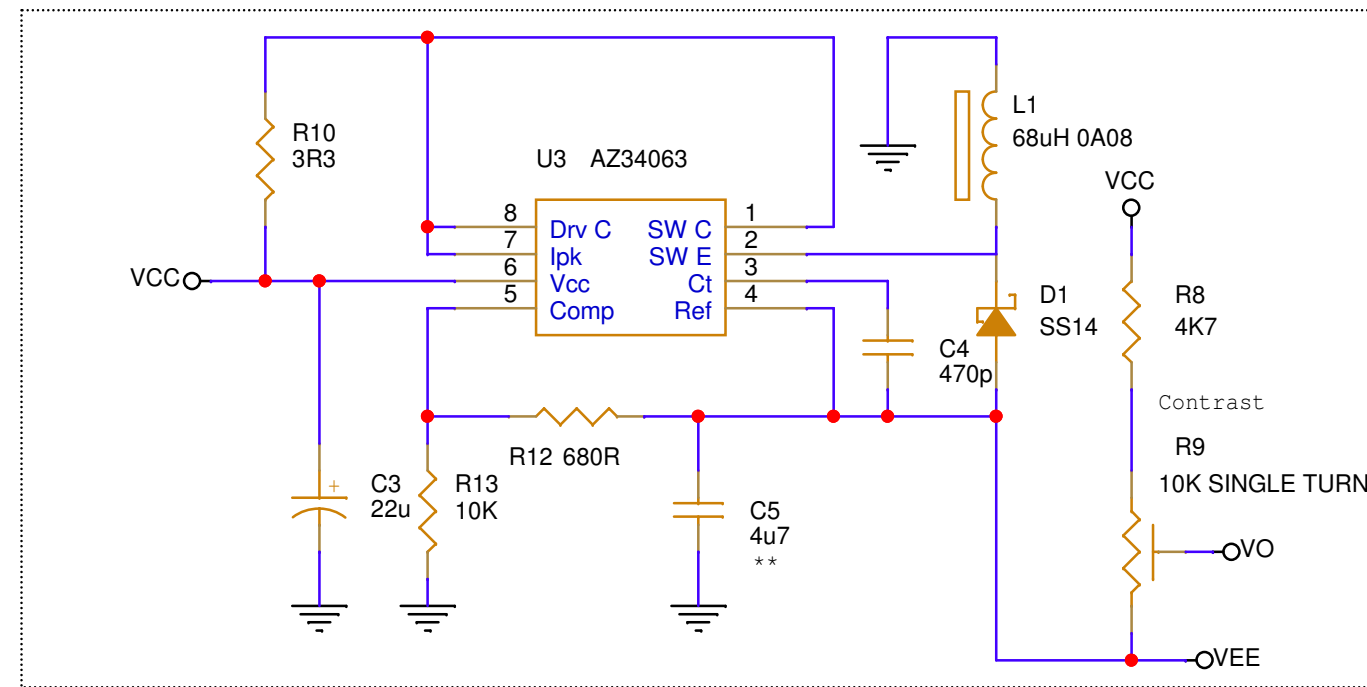 R10
3R3
U3 AZ34063
L1
68uH 0A08
VCC
8 Drv C SW C 1
7 Ipk SW E 2
6 Vcc Ct 3
5 Comp Ref 4
VCC
D1
SS14
R8
4K7
C4
470p
Contrast
R9
10K SINGLE TURN
R12 680R
C3
22u
+
R13
10K
C5
4u7
**
VO
VEE